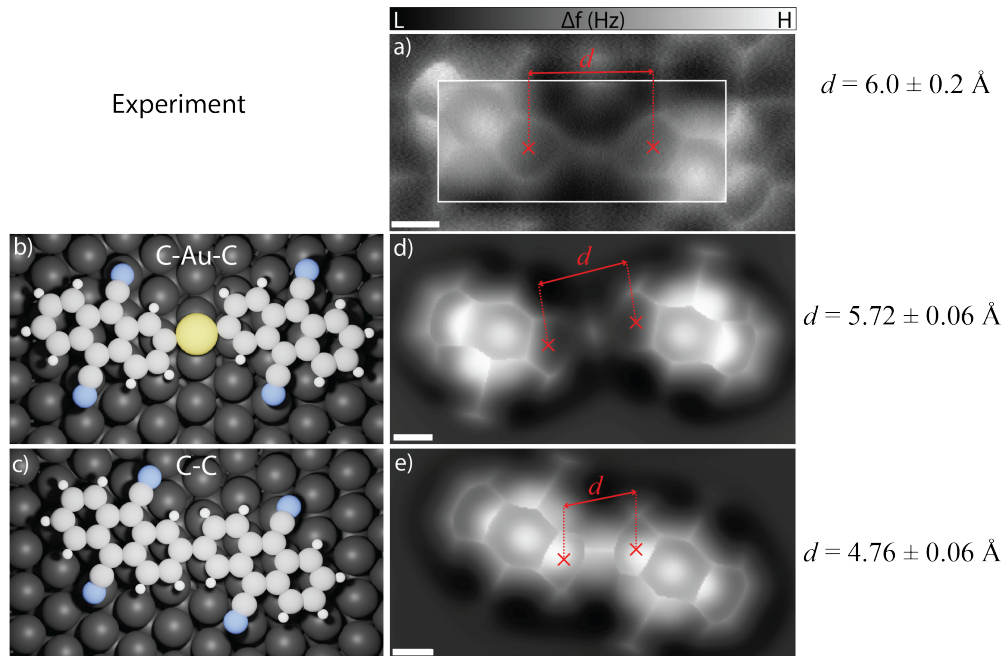 L Δf (Hz) H
a)
d
d = 6.0 ± 0.2 Å
Experiment
b)
C-Au-C
d)
d
d = 5.72 ± 0.06 Å
c)
C-C
e)
d
d = 4.76 ± 0.06 Å